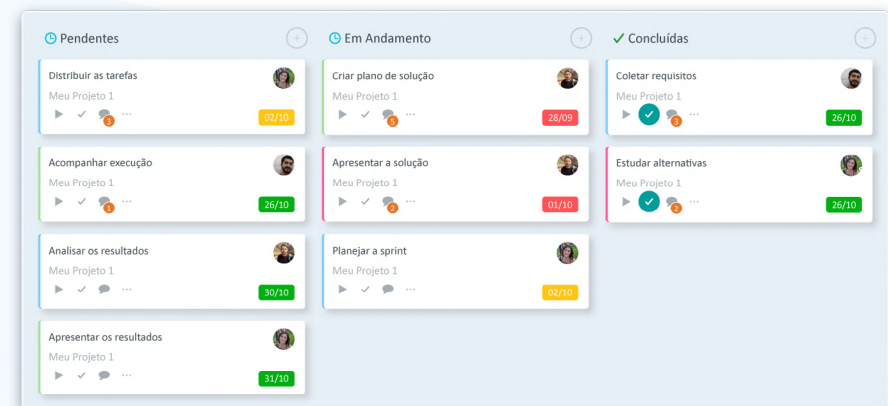 Pendentes
Distribuir as tarefas
Meu Projeto 1
3
02/10
Acompanhar execução
Meu Projeto 1
1
26/10
Analisar os resultados
Meu Projeto 1
30/10
Apresentar os resultados
Meu Projeto 1
31/10
Em Andamento
Criar plano de solução
Meu Projeto 1
5
28/09
Apresentar a solução
Meu Projeto 1
2
01/10
Planejar a sprint
Meu Projeto 1
02/10
Concluídas
Coletar requisitos
Meu Projeto 1
3
26/10
Estudar alternativas
Meu Projeto 1
2
26/10